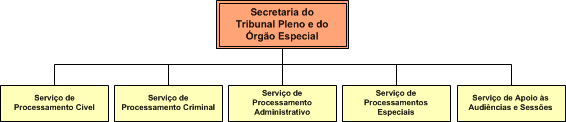 Secretaria do
Tribunal Pleno e do
Órgão Especial
Serviço de
Processamento Cível
Serviço de
Processamento Criminal
Serviço de
Processamento
Administrativo
Serviço de
Processamentos
Especiais
Serviço de Apoio às
Audiências e Sessões